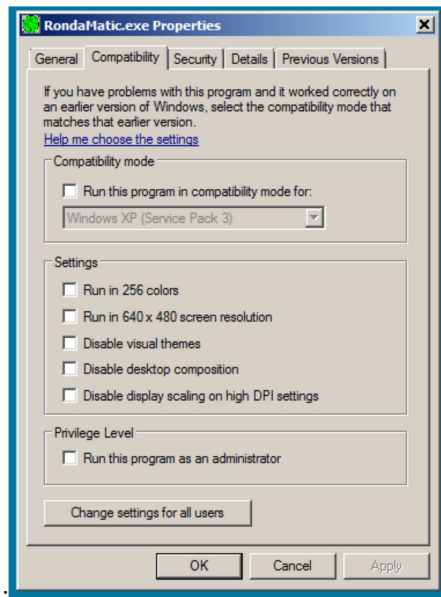 RondaMatic.exe Properties
General Compatibility Security Details Previous Versions
If you have problems with this program and it worked correctly on
an earlier version of Windows, select the compatibility mode that
matches that earlier version.
Help me choose the settings
Compatibility mode
Run this program in compatibility mode for:
Windows XP (Service Pack 3)
Settings
Run in 256 colors
Run in 640 x 480 screen resolution
Disable visual themes
Disable desktop composition
Disable display scaling on high DPI settings
Privilege Level
Run this program as an administrator
Change settings for all users
OK Cancel Apply